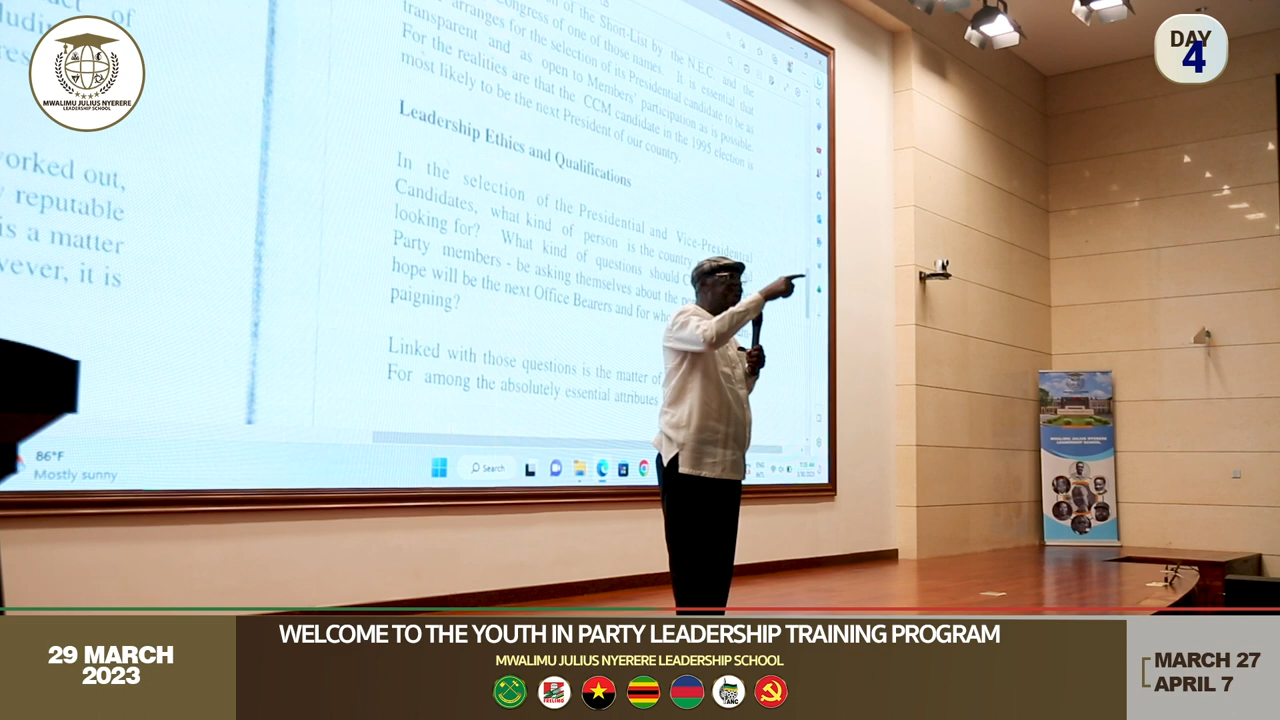 MWALIMU JULIUS NYERERE
LEADERSHIP SCHOOL
DAY
4
of
worked out,
reputable
is a matter
it is
86°F
Mostly sunny
of the Short-List by the N.E.C. and the
Congress of one of those names. It is essential that
arranges for the selection of its Presidential candidate to be as
transparent and as open to Members' participation as is possible.
For the realities are that the CCM candidate in the 1995 election is
most likely to be the next President of our country.
Leadership Ethics and Qualifications
In the selection of the Presidential and Vice-Presidential
Candidates, what kind of person is the country
looking for? What kind of questions should
Party members - be asking themselves about the
hope will be the next Office Bearers and for
paigning?
Linked with those questions is the matter of
For among the absolutely essential attributes
Search
MWALIMU JULIUS NYERERE
LEADERSHIP SCHOOL
29 MARCH
2023
WELCOME TO THE YOUTH IN PARTY LEADERSHIP TRAINING PROGRAM
MWALIMU JULIUS NYERERE LEADERSHIP SCHOOL
FRELIMO
ANC
MARCH 27
APRIL 7